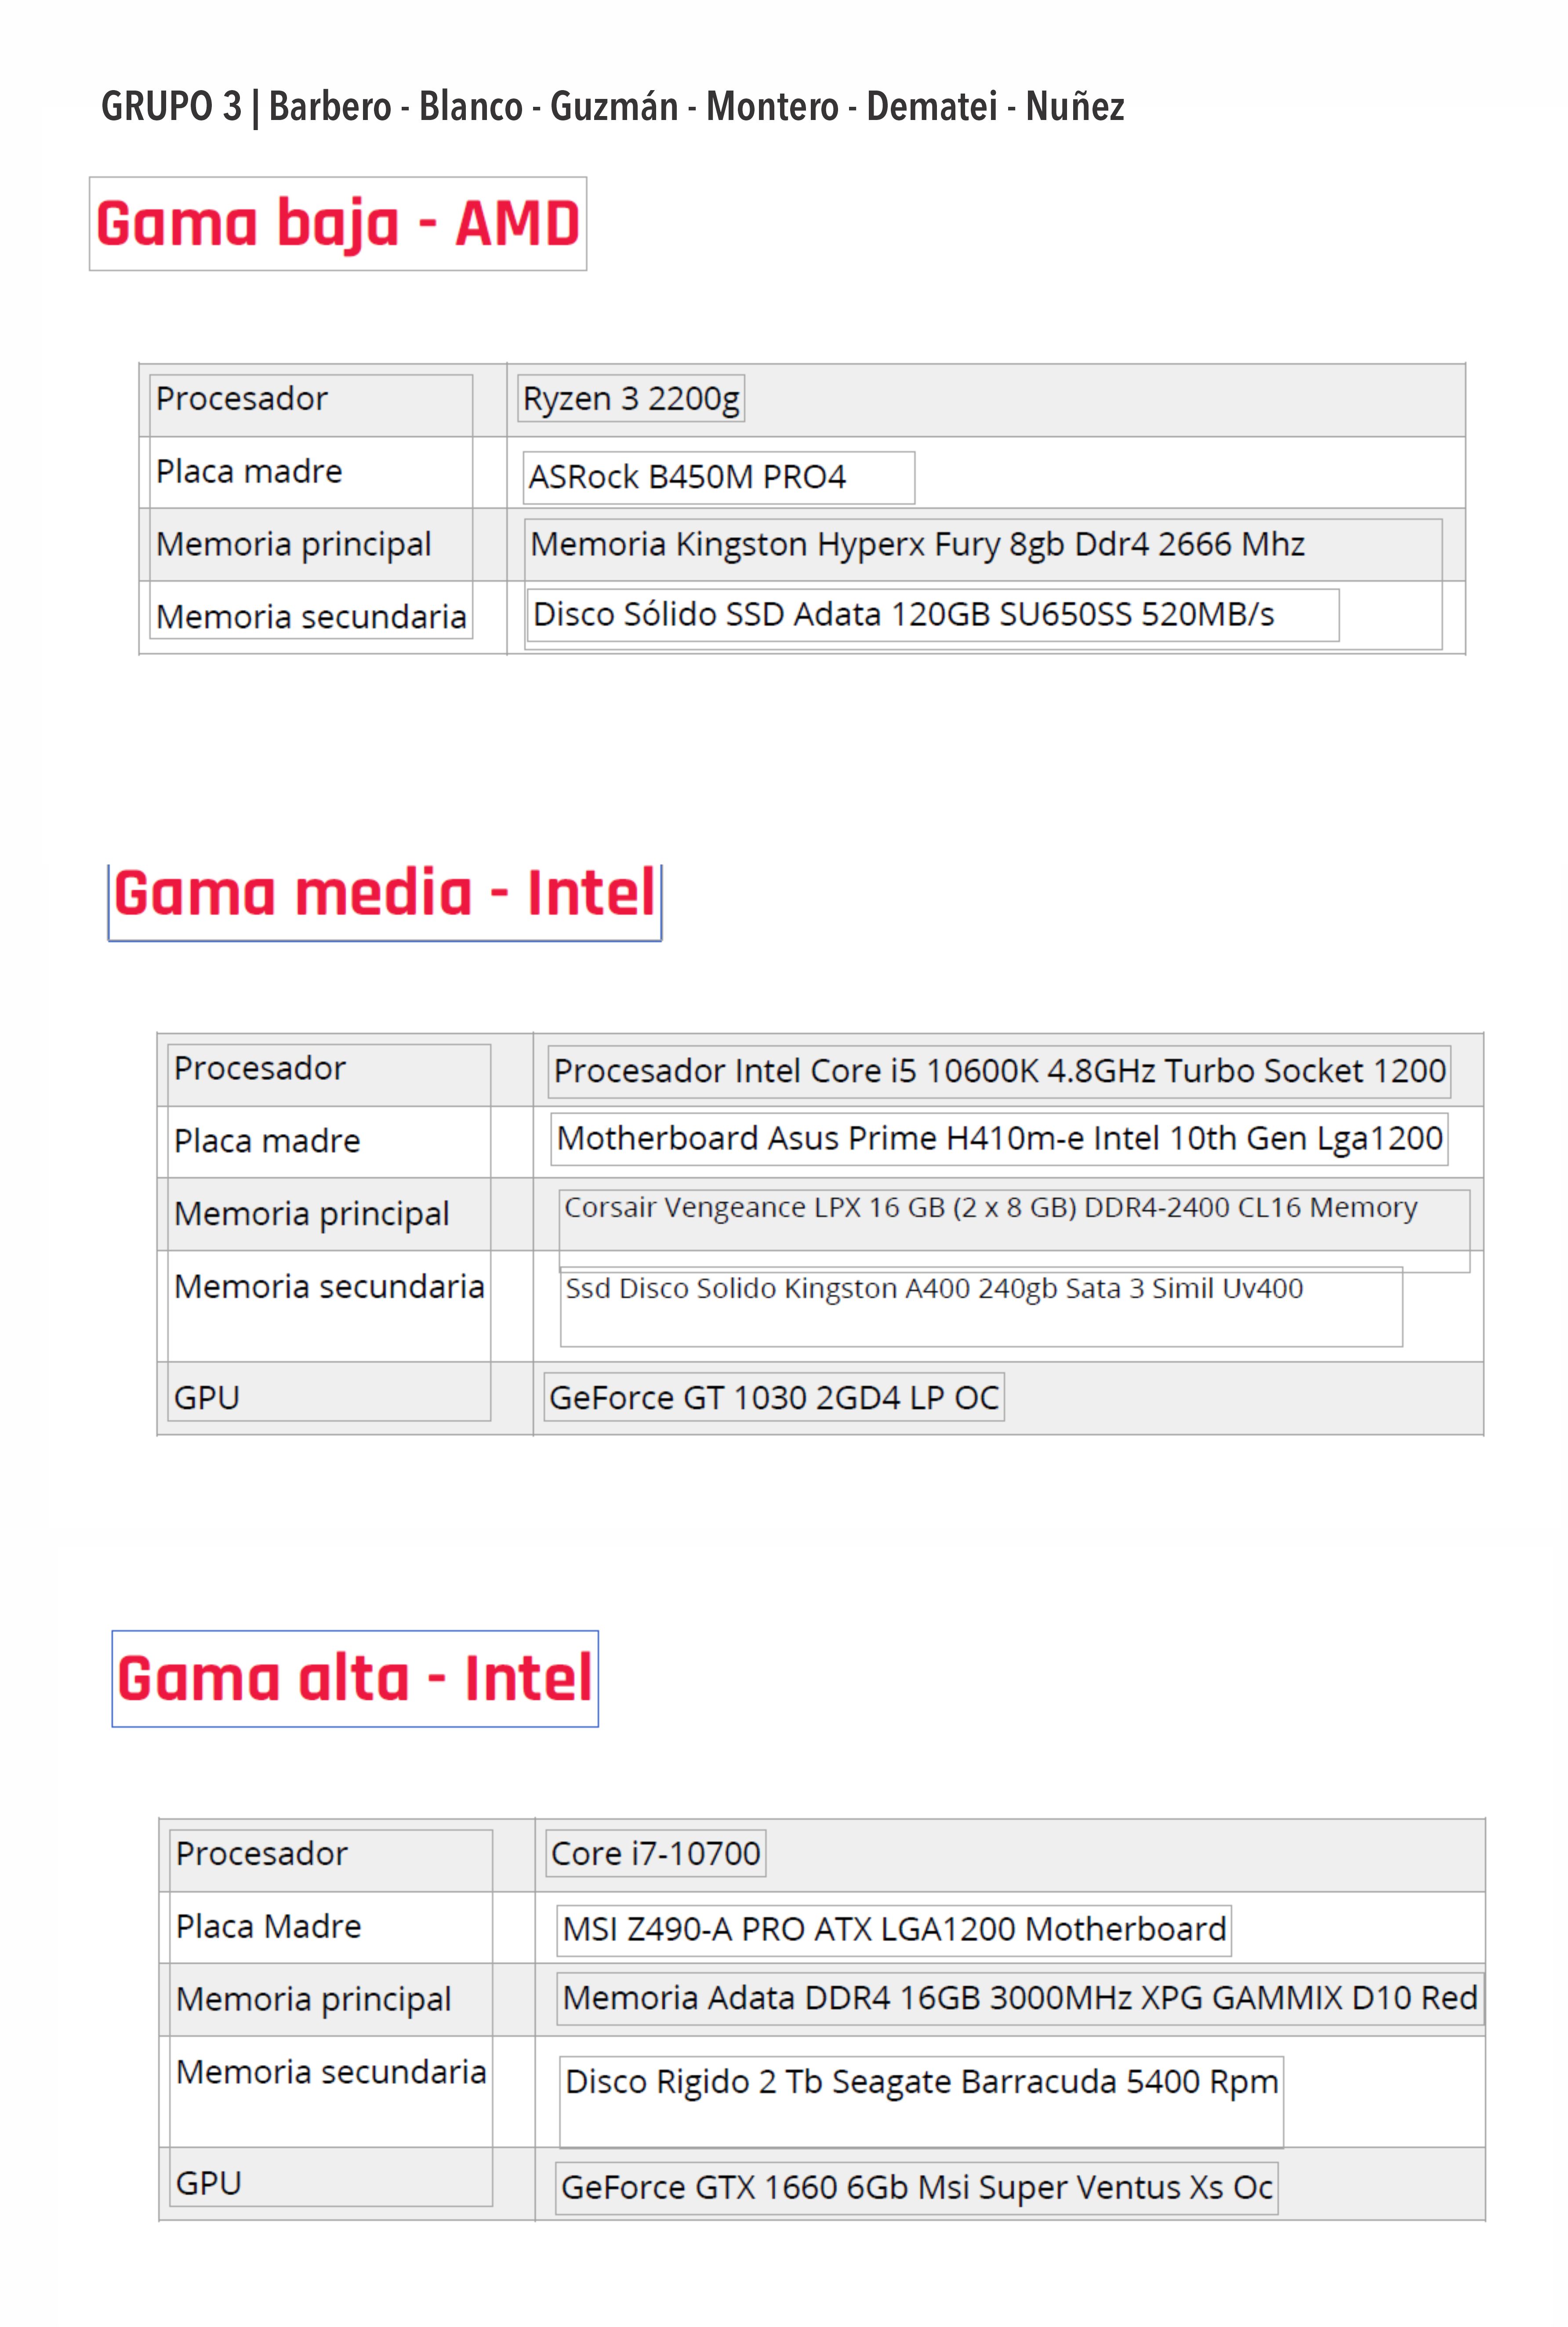 GRUPO 3 | Barbero - Blanco - Guzmán - Montero - Dematei - Nuñez
Gama baja - AMD
Procesador Ryzen 3 2200g
Placa madre ASRock B450M PRO4
Memoria principal Memoria Kingston Hyperx Fury 8gb Ddr4 2666 Mhz
Memoria secundaria Disco Sólido SSD Adata 120GB SU650SS 520MB/s
Gama media - Intel
Procesador Procesador Intel Core i5 10600K 4.8GHz Turbo Socket 1200
Placa madre Motherboard Asus Prime H410m-e Intel 10th Gen Lga1200
Memoria principal Corsair Vengeance LPX 16 GB (2 x 8 GB) DDR4-2400 CL16 Memory
Memoria secundaria Ssd Disco Solido Kingston A400 240gb Sata 3 Simil Uv400
GPU GeForce GT 1030 2GD4 LP OC
Gama alta - Intel
Procesador Core i7-10700
Placa Madre MSI Z490-A PRO ATX LGA1200 Motherboard
Memoria principal Memoria Adata DDR4 16GB 3000MHz XPG GAMMIX D10 Red
Memoria secundaria Disco Rigido 2 Tb Seagate Barracuda 5400 Rpm
GPU GeForce GTX 1660 6Gb Msi Super Ventus Xs Oc